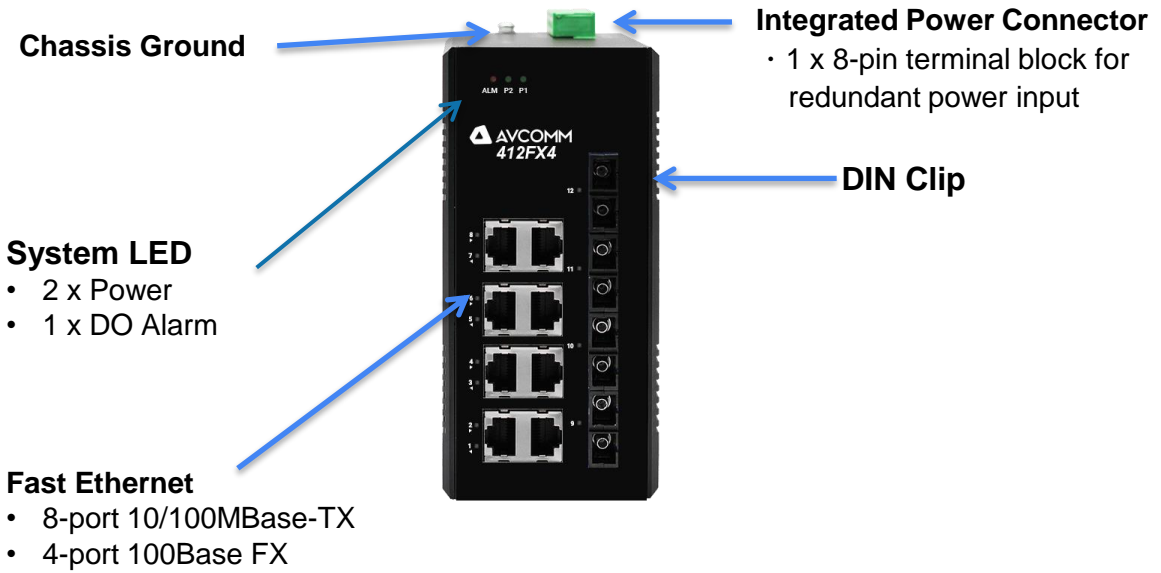 Chassis Ground
Integrated Power Connector
· 1 x 8-pin terminal block for
redundant power input
ALM P2 P1
AVCOMM
412FX4
DIN Clip
12
System LED
• 2 x Power
• 1 x DO Alarm
8
7
11
6
5
10
4
3
2
9
1
Fast Ethernet
• 8-port 10/100MBase-TX
• 4-port 100Base FX